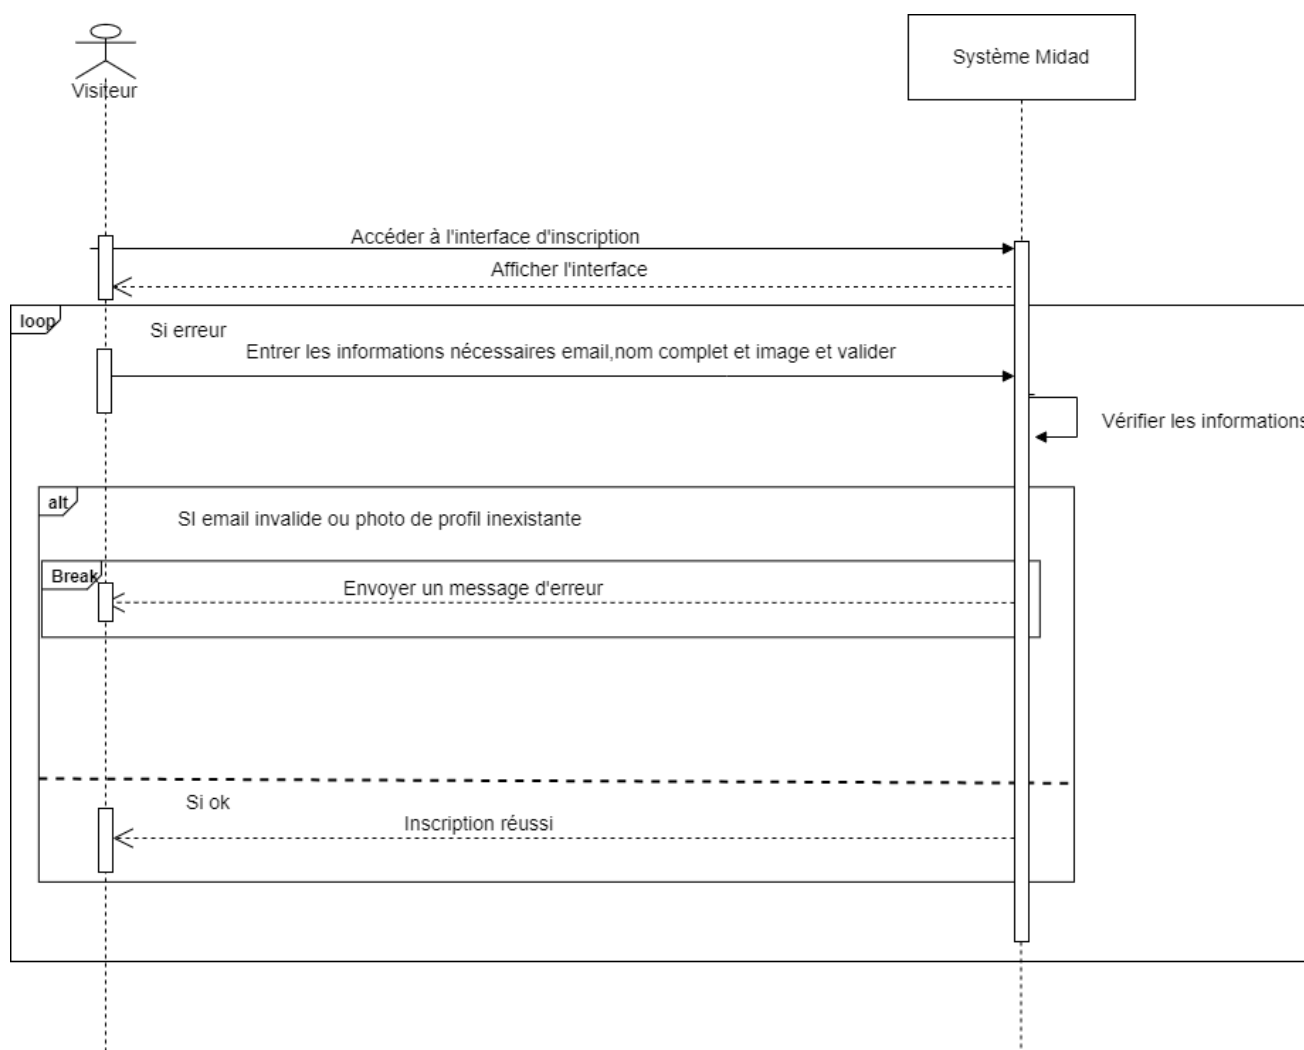 Visiteur
Système Midad
Accéder à l'interface d'inscription
Afficher l'interface
loop
Si erreur
Entrer les informations nécessaires email,nom complet et image et valider
Vérifier les informations
alt
SI email invalide ou photo de profil inexistante
Break
Envoyer un message d'erreur
Si ok
Inscription réussi